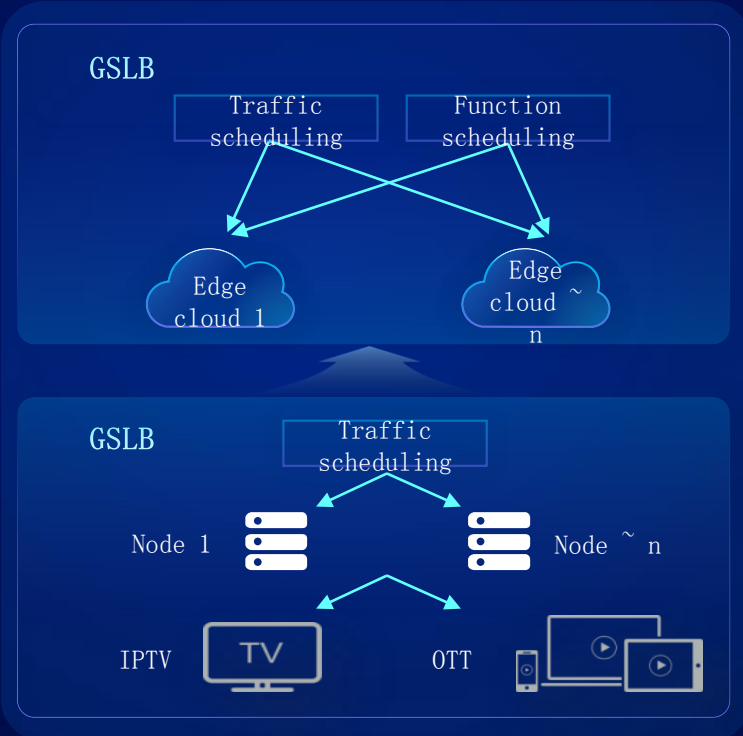 GSLB
Traffic
scheduling
Function
scheduling
Edge
cloud 1
Edge
cloud ~
n
GSLB
Traffic
scheduling
Node 1
Node ~ n
IPTV
TV
OTT